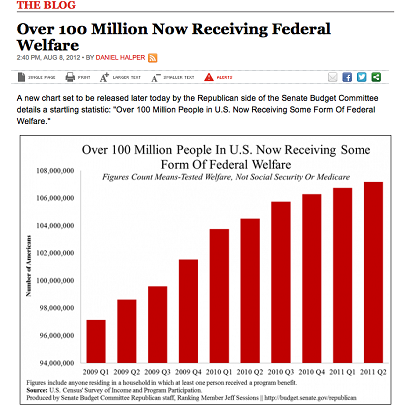 THE BLOG
Over 100 Million Now Receiving Federal
Welfare
2:40 PM, AUG 8, 2012 • BY DANIEL HALPER
SINGLE PAGE PRINT LARGER TEXT SMALLER TEXT ALERTS
A new chart set to be released later today by the Republican side of the Senate Budget Committee
details a startling statistic: "Over 100 Million People in U.S. Now Receiving Some Form Of Federal
Welfare."
Over 100 Million People In U.S. Now Receiving Some
Form Of Federal Welfare
Figures Count Means-Tested Welfare, Not Social Security Or Medicare
Number of Americans
108,000,000
106,000,000
104,000,000
102,000,000
100,000,000
98,000,000
96,000,000
94,000,000
2009 Q1 2009 Q2 2009 Q3 2009 Q4 2010 Q1 2010 Q2 2010 Q3 2010 Q4 2011 Q1 2011 Q2
Figures include anyone residing in a household in which at least one person received a program benefit.
Source: U.S. Census' Survey of Income and Program Participation.
Produced by Senate Budget Committee Republican staff, Ranking Member Jeff Sessions || http://budget.senate.gov/republican